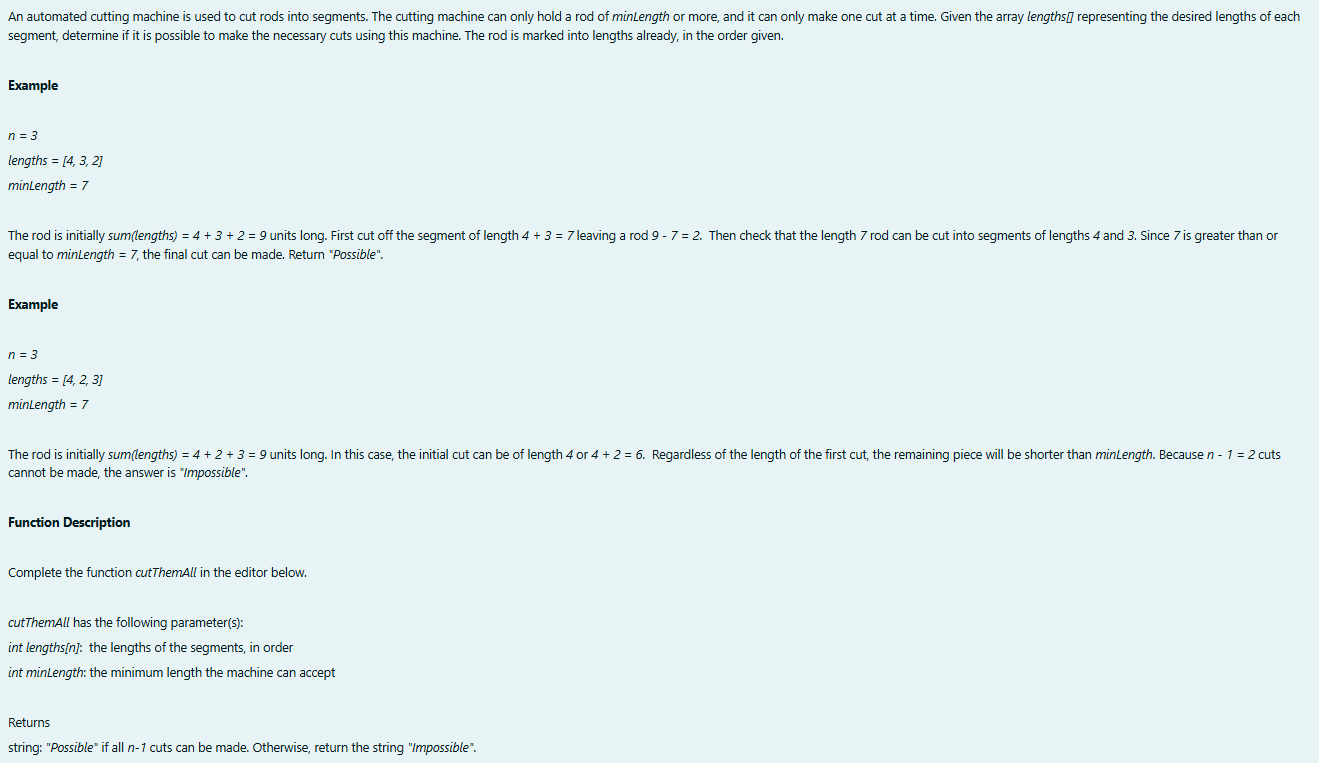 An automated cutting machine is used to cut rods into segments. The cutting machine can only hold a rod of minLength or more, and it can only make one cut at a time. Given the array lengths[] representing the desired lengths of each
segment, determine if it is possible to make the necessary cuts using this machine. The rod is marked into lengths already, in the order given.
Example
n = 3
lengths = [4, 3, 2]
minLength = 7
The rod is initially sum(lengths) = 4 + 3 + 2 = 9 units long. First cut off the segment of length 4 + 3 = 7 leaving a rod 9 - 7 = 2. Then check that the length 7 rod can be cut into segments of lengths 4 and 3. Since 7 is greater than or
equal to minLength = 7, the final cut can be made. Return "Possible".
Example
n = 3
lengths = [4, 2, 3]
minLength = 7
The rod is initially sum(lengths) = 4 + 2 + 3 = 9 units long. In this case, the initial cut can be of length 4 or 4 + 2 = 6. Regardless of the length of the first cut, the remaining piece will be shorter than minLength. Because n - 1 = 2 cuts
cannot be made, the answer is "Impossible".
Function Description
Complete the function cutThemAll in the editor below.
cutThemAll has the following parameter(s):
int lengths[n]: the lengths of the segments, in order
int minLength: the minimum length the machine can accept
Returns
string: "Possible" if all n-1 cuts can be made. Otherwise, return the string "Impossible".